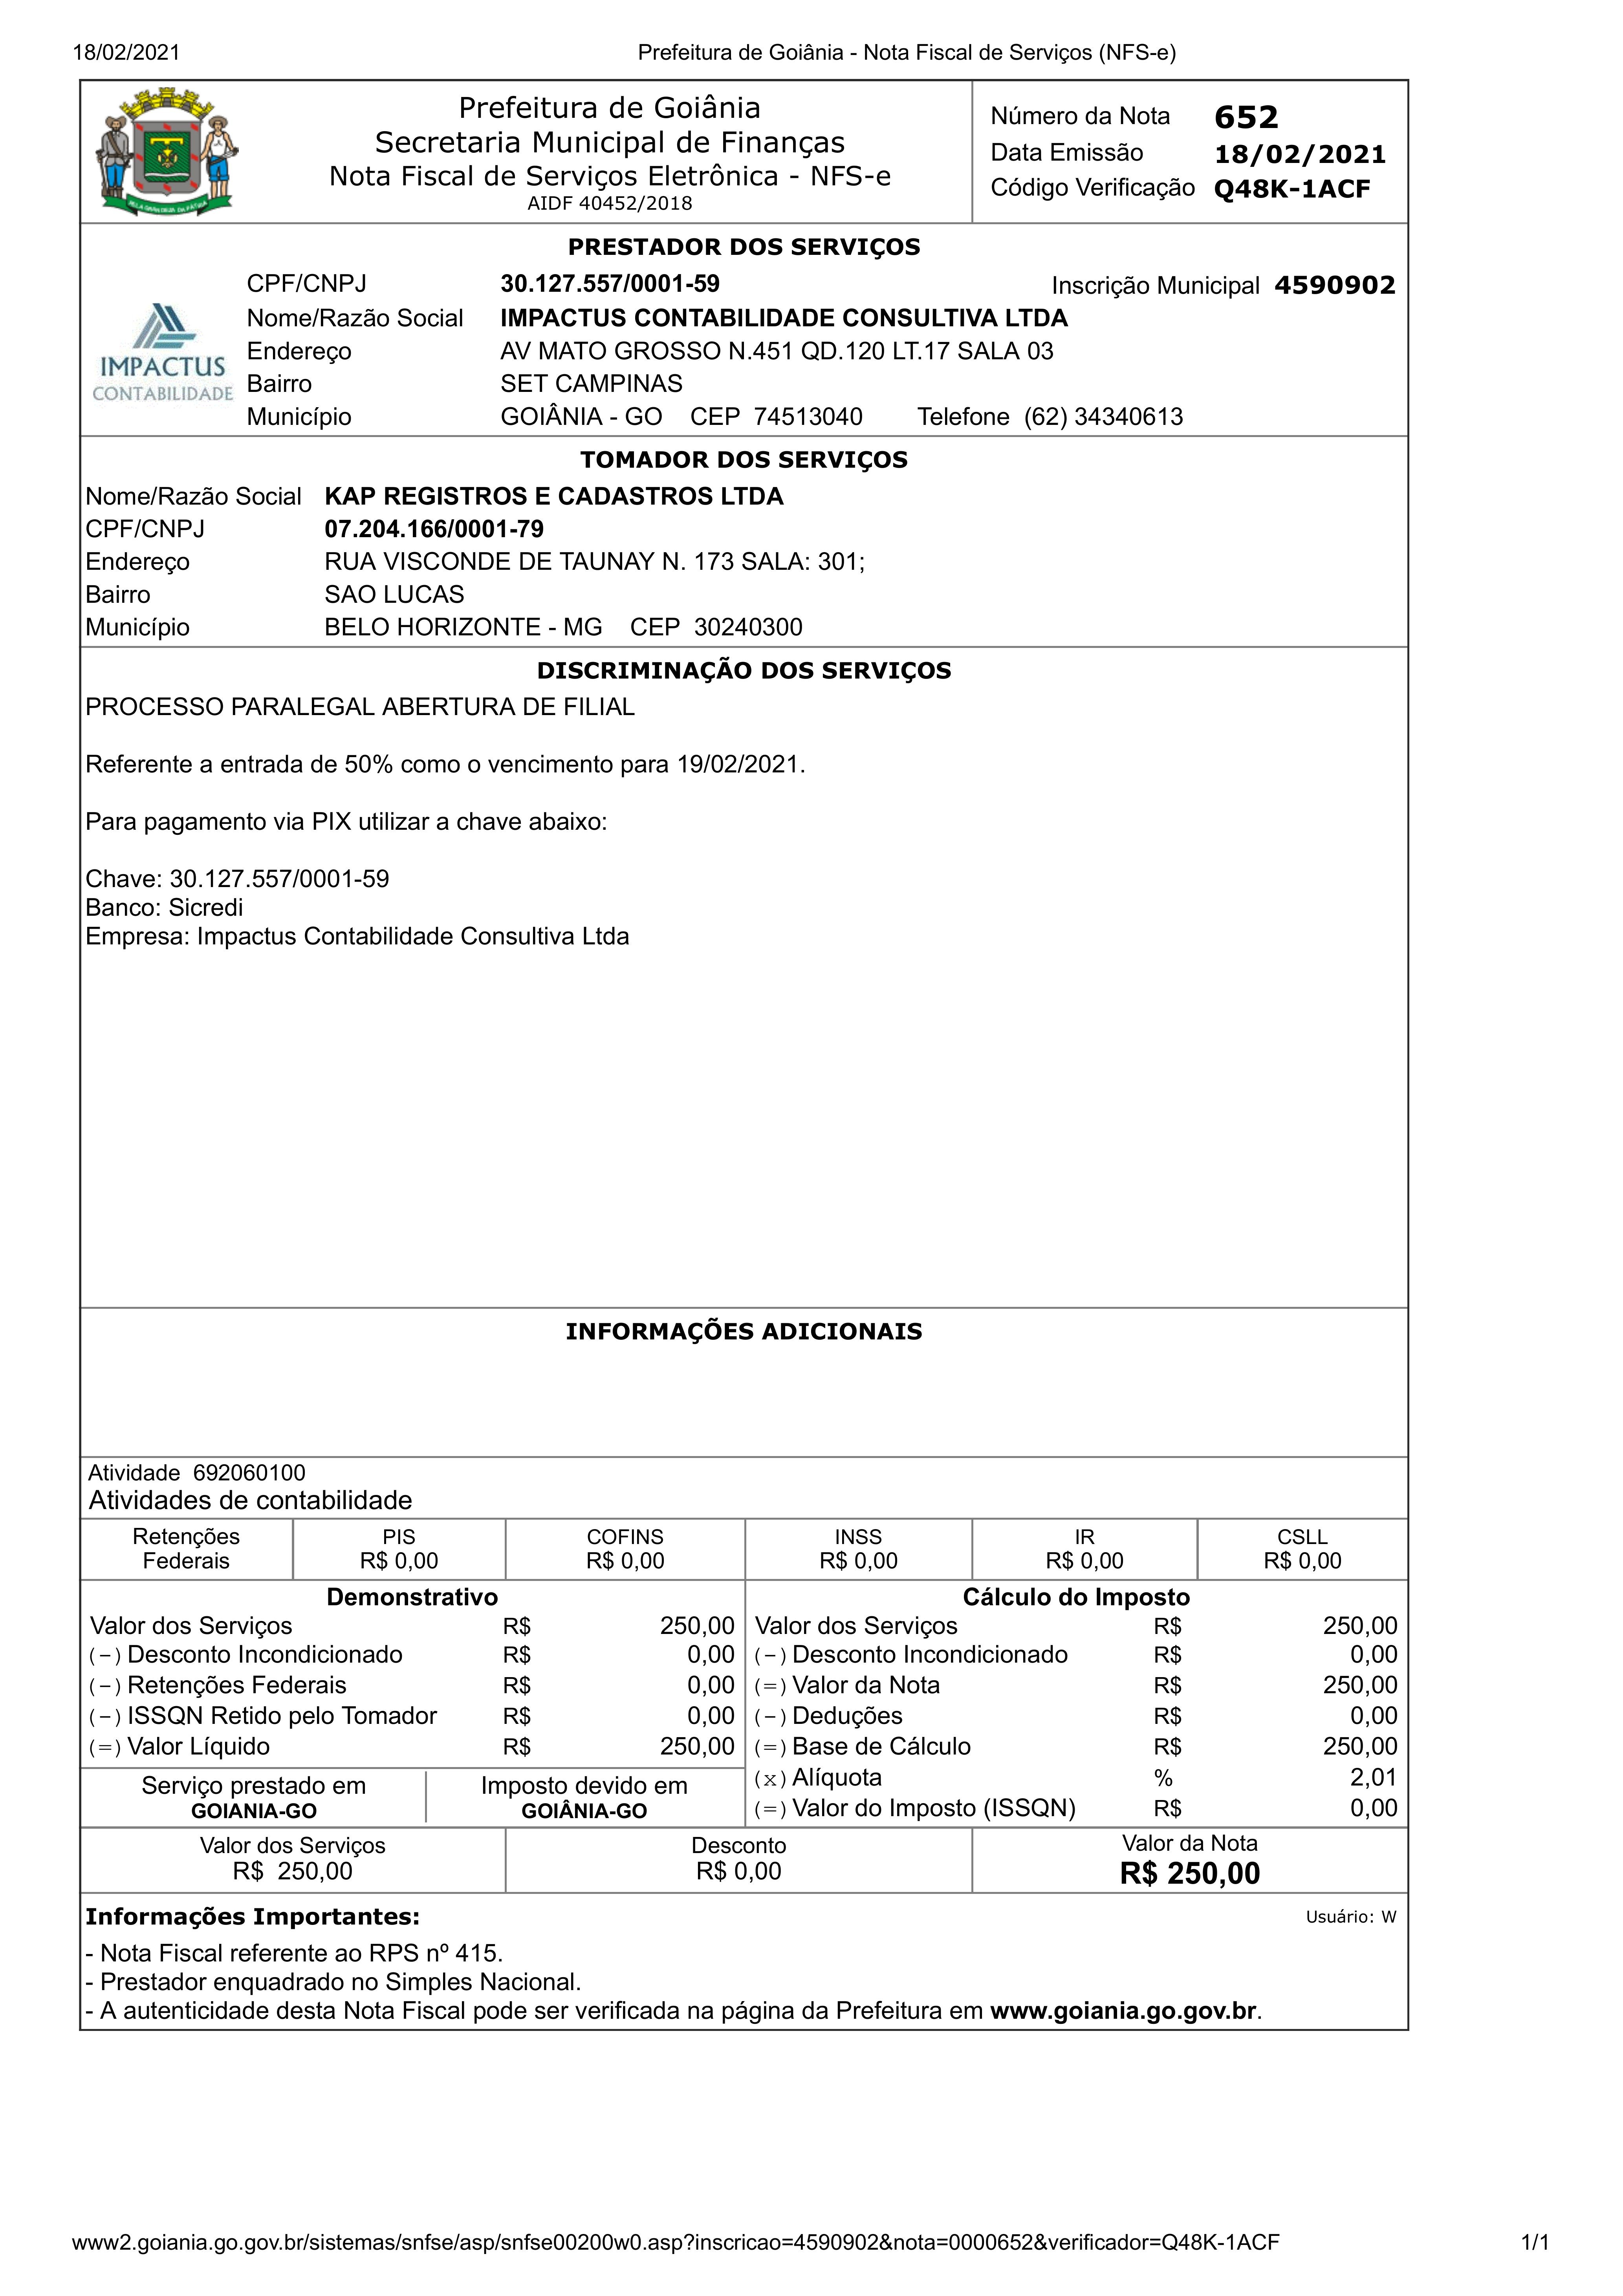 18/02/2021 Prefeitura de Goiânia - Nota Fiscal de Serviços (NFS-e)
Prefeitura de Goiânia
Secretaria Municipal de Finanças
Nota Fiscal de Serviços Eletrônica - NFS-e
AIDF 40452/2018
Número da Nota 652
Data Emissão 18/02/2021
Código Verificação Q48K-1ACF
PRESTADOR DOS SERVIÇOS
IMPACTUS
CONTABILIDADE
CPF/CNPJ 30.127.557/0001-59 Inscrição Municipal 4590902
Nome/Razão Social IMPACTUS CONTABILIDADE CONSULTIVA LTDA
Endereço AV MATO GROSSO N.451 QD.120 LT.17 SALA 03
Bairro SET CAMPINAS
Município GOIÂNIA - GO CEP 74513040 Telefone (62) 34340613
TOMADOR DOS SERVIÇOS
Nome/Razão Social KAP REGISTROS E CADASTROS LTDA
CPF/CNPJ 07.204.166/0001-79
Endereço RUA VISCONDE DE TAUNAY N. 173 SALA: 301;
Bairro SAO LUCAS
Município BELO HORIZONTE - MG CEP 30240300
DISCRIMINAÇÃO DOS SERVIÇOS
PROCESSO PARALEGAL ABERTURA DE FILIAL
Referente a entrada de 50% como o vencimento para 19/02/2021.
Para pagamento via PIX utilizar a chave abaixo:
Chave: 30.127.557/0001-59
Banco: Sicredi
Empresa: Impactus Contabilidade Consultiva Ltda
INFORMAÇÕES ADICIONAIS
Atividade 692060100
Atividades de contabilidade
Retenções Federais PIS R$ 0,00 COFINS R$ 0,00 INSS R$ 0,00 IR R$ 0,00 CSLL R$ 0,00
Demonstrativo
Valor dos Serviços R$ 250,00
(-) Desconto Incondicionado R$ 0,00
(-) Retenções Federais R$ 0,00
(-) ISSQN Retido pelo Tomador R$ 0,00
(=) Valor Líquido R$ 250,00
Serviço prestado em
GOIANIA-GO
Imposto devido em
GOIÂNIA-GO
Cálculo do Imposto
Valor dos Serviços R$ 250,00
(-) Desconto Incondicionado R$ 0,00
(=) Valor da Nota R$ 250,00
(-) Deduções R$ 0,00
(=) Base de Cálculo R$ 250,00
(x) Alíquota % 2,01
(=) Valor do Imposto (ISSQN) R$ 0,00
Valor dos Serviços
R$ 250,00
Desconto
R$ 0,00
Valor da Nota
R$ 250,00
Informações Importantes: Usuário: W
- Nota Fiscal referente ao RPS nº 415.
- Prestador enquadrado no Simples Nacional.
- A autenticidade desta Nota Fiscal pode ser verificada na página da Prefeitura em www.goiania.go.gov.br.
www2.goiania.go.gov.br/sistemas/snfse/asp/snfse00200w0.asp?inscricao=4590902&nota=0000652&verificador=Q48K-1ACF 1/1